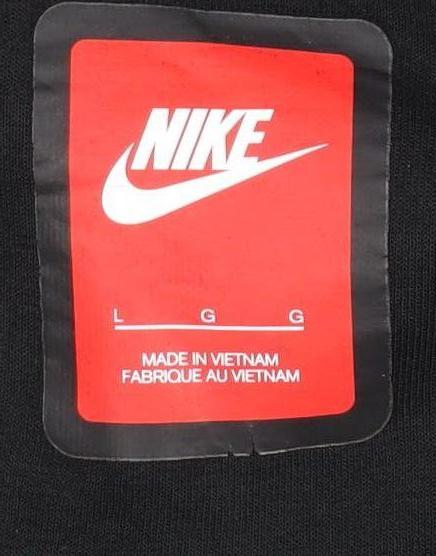 NIKE
L G G
MADE IN VIETNAM
FABRIQUE AU VIETNAM